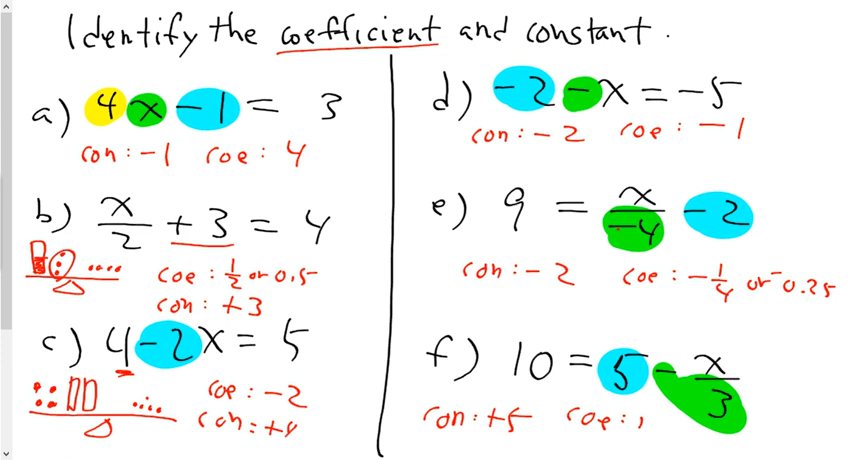 Identify the coefficient and constant.
a) 4x - 1 = 3
con: -1 coe: 4
b) x/2 + 3 = 4
coe: 1/2 or 0.5
con: +3
c) 4 - 2x = 5
coe: -2
con: +4
d) -2 - x = -5
con: -2 coe: -1
e) 9 = x/-4 - 2
con: -2 coe: -1/4 or -0.25
f) 10 = 5 - x/3
con: +5 coe: